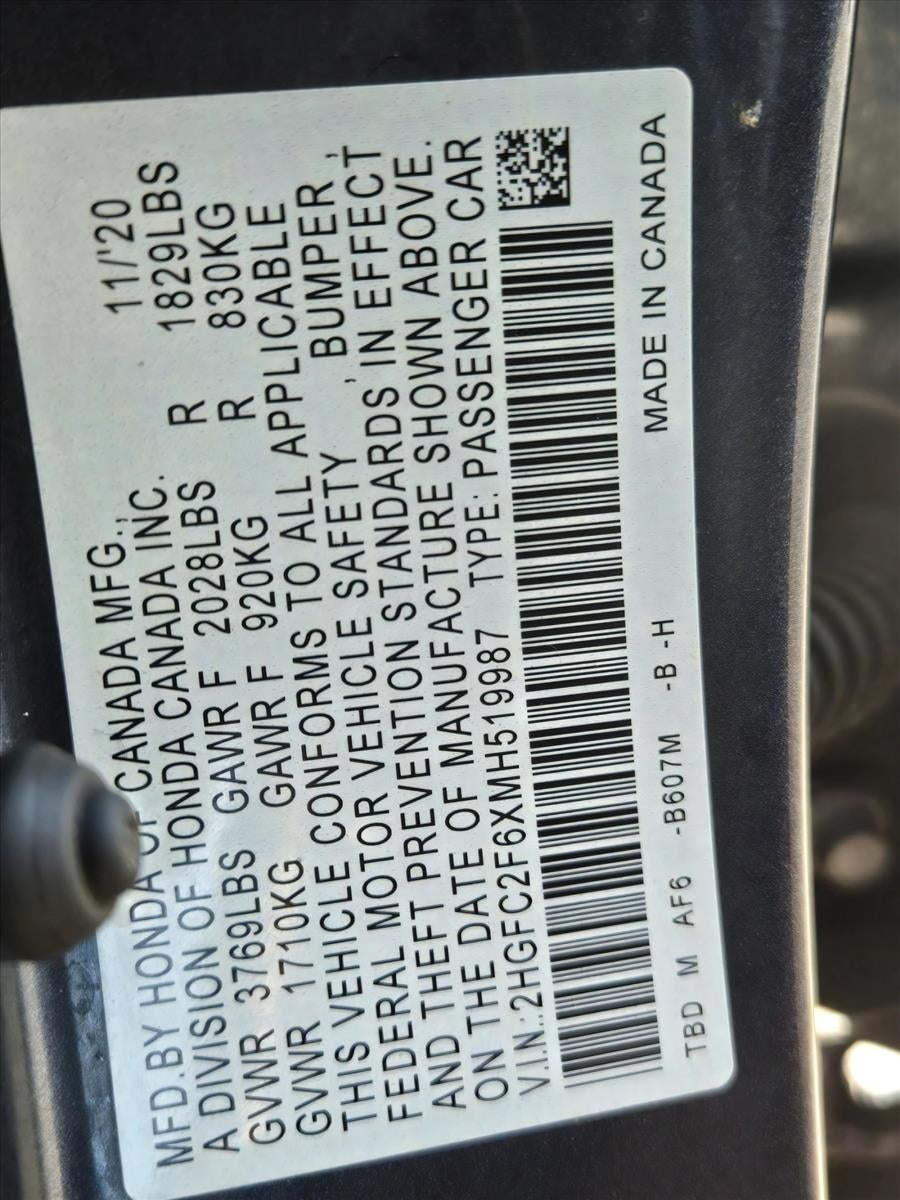 MFD.BY HONDA OF CANADA MFG., 11/'20
A DIVISION OF HONDA CANADA INC.
GVWR 3769LBS GAWR F 2028LBS R 1829LBS
GVWR 1710KG GAWR F 920KG R 830KG
THIS VEHICLE CONFORMS TO ALL APPLICABLE
FEDERAL MOTOR VEHICLE SAFETY, BUMPER,
AND THEFT PREVENTION STANDARDS IN EFFECT
ON THE DATE OF MANUFACTURE SHOWN ABOVE.
V.I.N.:2HGFC2F6XMH519987 TYPE: PASSENGER CAR
TBD M AF6 -B607M -B -H MADE IN CANADA